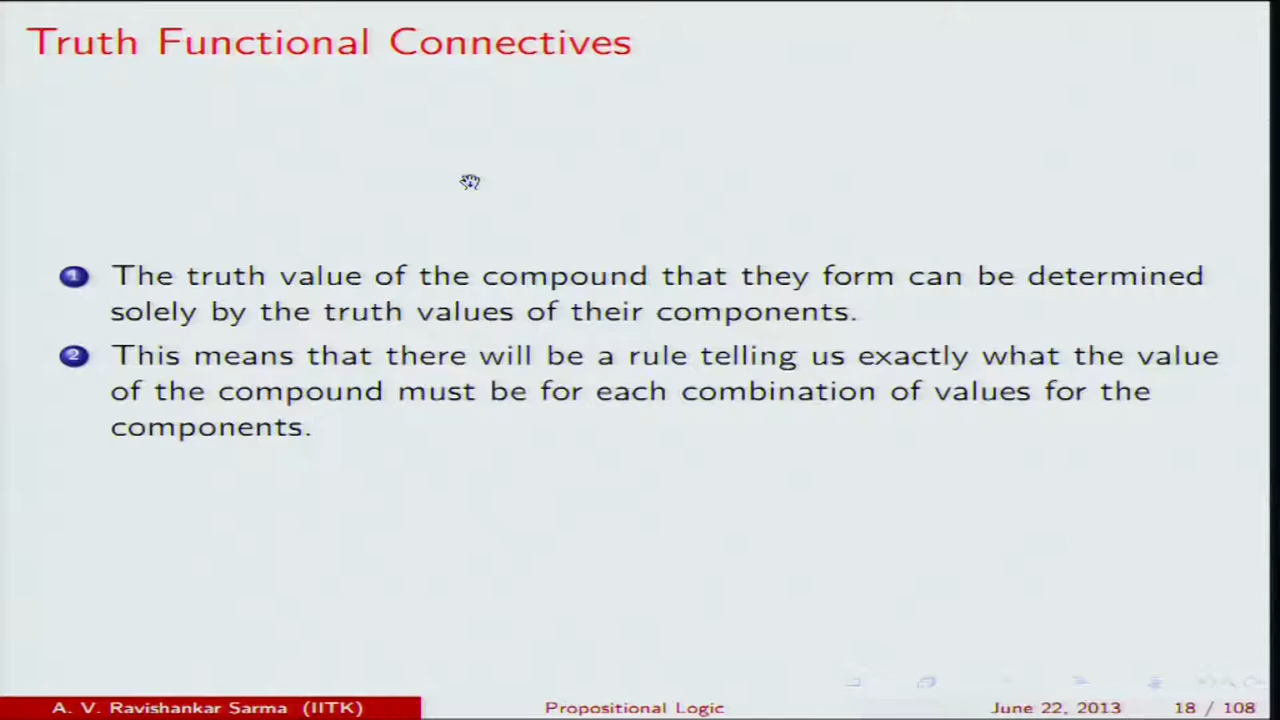 Truth Functional Connectives
1 The truth value of the compound that they form can be determined
solely by the truth values of their components.
2 This means that there will be a rule telling us exactly what the value
of the compound must be for each combination of values for the
components.
A. V. Ravishankar Sarma (IITK) Propositional Logic June 22, 2013 18 / 108